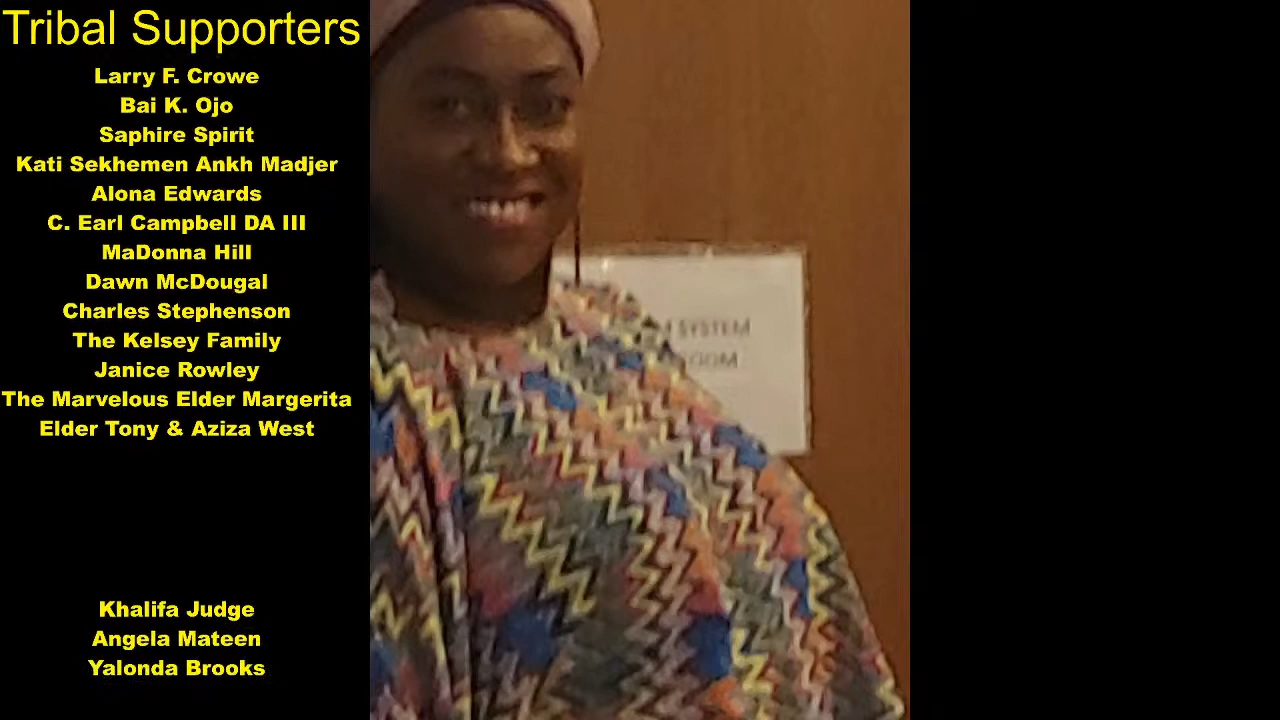 Tribal Supporters
Larry F. Crowe
Bai K. Ojo
Saphire Spirit
Kati Sekhemen Ankh Madjer
Alona Edwards
C. Earl Campbell DA III
MaDonna Hill
Dawn McDougal
Charles Stephenson
The Kelsey Family
Janice Rowley
The Marvelous Elder Margerita
Elder Tony & Aziza West
Khalifa Judge
Angela Mateen
Yalonda Brooks
SYSTEM